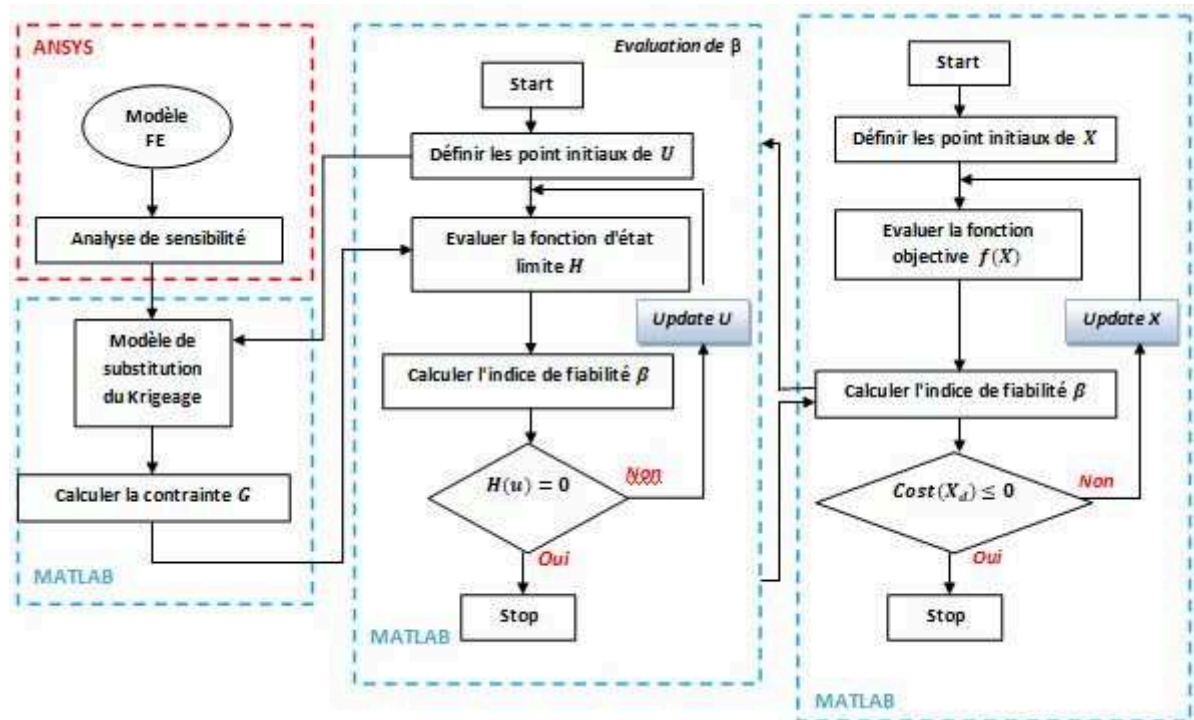 ANSYS
Modèle
FE
Analyse de sensibilité
Modèle de
substitution
du Krigeage
Calculer la contrainte G
MATLAB
Evaluation de β
Start
Définir les point initiaux de U
Evaluer la fonction d'état
limite H
Update U
Calculer l'indice de fiabilité β
H(u) = 0
Non
Oui
Stop
MATLAB
Start
Définir les point initiaux de X
Evaluer la fonction
objective f(X)
Update X
Calculer l'indice de fiabilité β
Cost(X_d) ≤ 0
Non
Oui
Stop
MATLAB